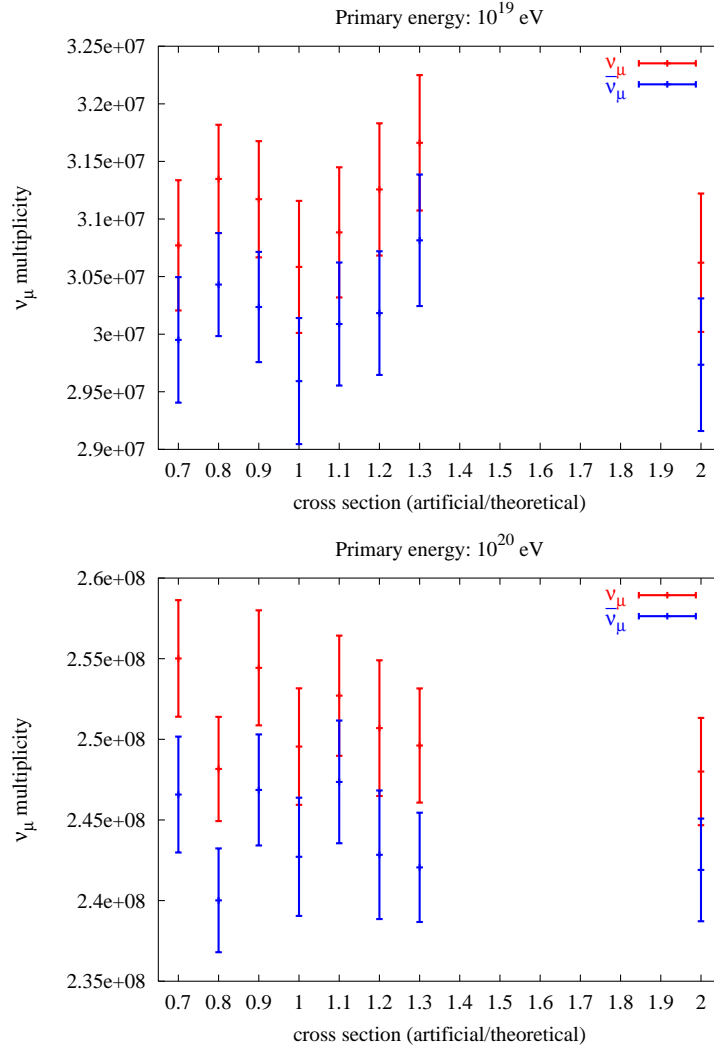 Primary energy: 10^19 eV
3.25e+07
3.2e+07
3.15e+07
3.1e+07
3.05e+07
3e+07
2.95e+07
2.9e+07
ν_μ multiplicity
ν_μ
ν̅_μ
0.7 0.8 0.9 1 1.1 1.2 1.3 1.4 1.5 1.6 1.7 1.8 1.9 2
cross section (artificial/theoretical)
Primary energy: 10^20 eV
2.6e+08
2.55e+08
2.5e+08
2.45e+08
2.4e+08
2.35e+08
ν_μ multiplicity
ν_μ
ν̅_μ
0.7 0.8 0.9 1 1.1 1.2 1.3 1.4 1.5 1.6 1.7 1.8 1.9 2
cross section (artificial/theoretical)